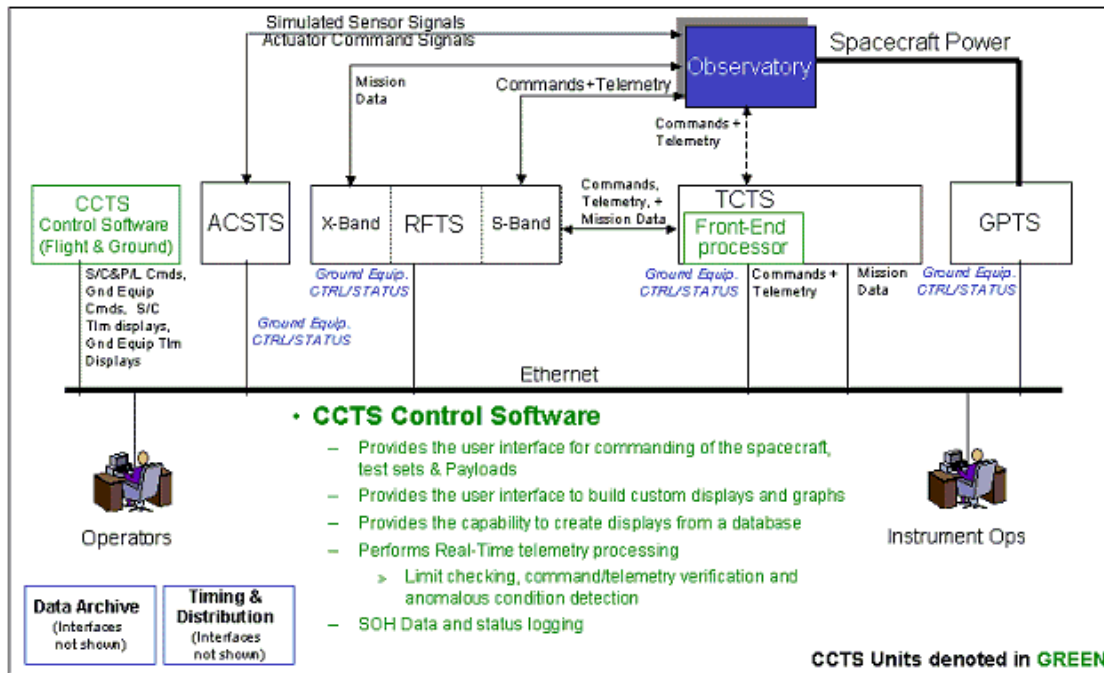 Simulated Sensor Signals
Actuator Command Signals
Observatory
Spacecraft Power
Mission
Data
Commands+Telemetry
Commands +
Telemetry
CCTS
Control Software
(Flight & Ground)
ACSTS
X-Band
RFTS
S-Band
Commands,
Telemetry, +
Mission Data
TCTS
Front-End
processor
GPTS
S/C&P/L Cmds,
Gnd Equip
Cmds, S/C
Tlm displays,
Gnd Equip Tlm
Displays
Ground Equip.
CTRL/STATUS
Ground Equip.
CTRL/STATUS
Ground Equip.
CTRL/STATUS
Commands +
Telemetry
Mission
Data
Ground Equip.
CTRL/STATUS
Ethernet
• CCTS Control Software
– Provides the user interface for commanding of the spacecraft,
test sets & Payloads
– Provides the user interface to build custom displays and graphs
– Provides the capability to create displays from a database
– Performs Real-Time telemetry processing
» Limit checking, command/telemetry verification and
anomalous condition detection
– SOH Data and status logging
Operators
Instrument Ops
Data Archive
(Interfaces
not shown)
Timing &
Distribution
(Interfaces
not shown)
CCTS Units denoted in GREEN